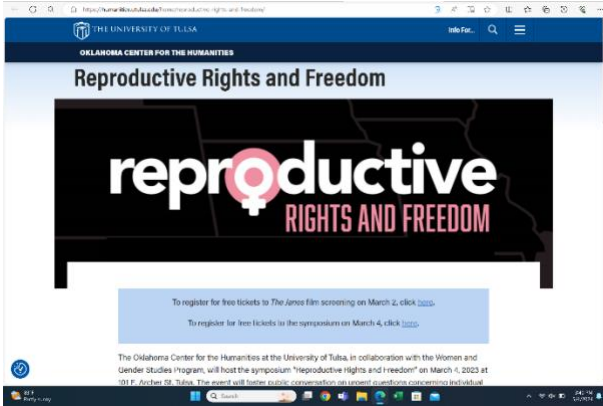 THE UNIVERSITY OF TULSA
Info For...
OKLAHOMA CENTER FOR THE HUMANITIES
Reproductive Rights and Freedom
reproductive
RIGHTS AND FREEDOM
To register for free tickets to The Janes film screening on March 2, click here.
To register for free tickets to the symposium on March 4, click here.
The Oklahoma Center for the Humanities at the University of Tulsa, in collaboration with the Women and
Gender Studies Program, will host the symposium "Reproductive Rights and Freedom" on March 4, 2023 at
101 E. Archer St. Tulsa. The event will foster public conversation on urgent questions concerning individual
Search